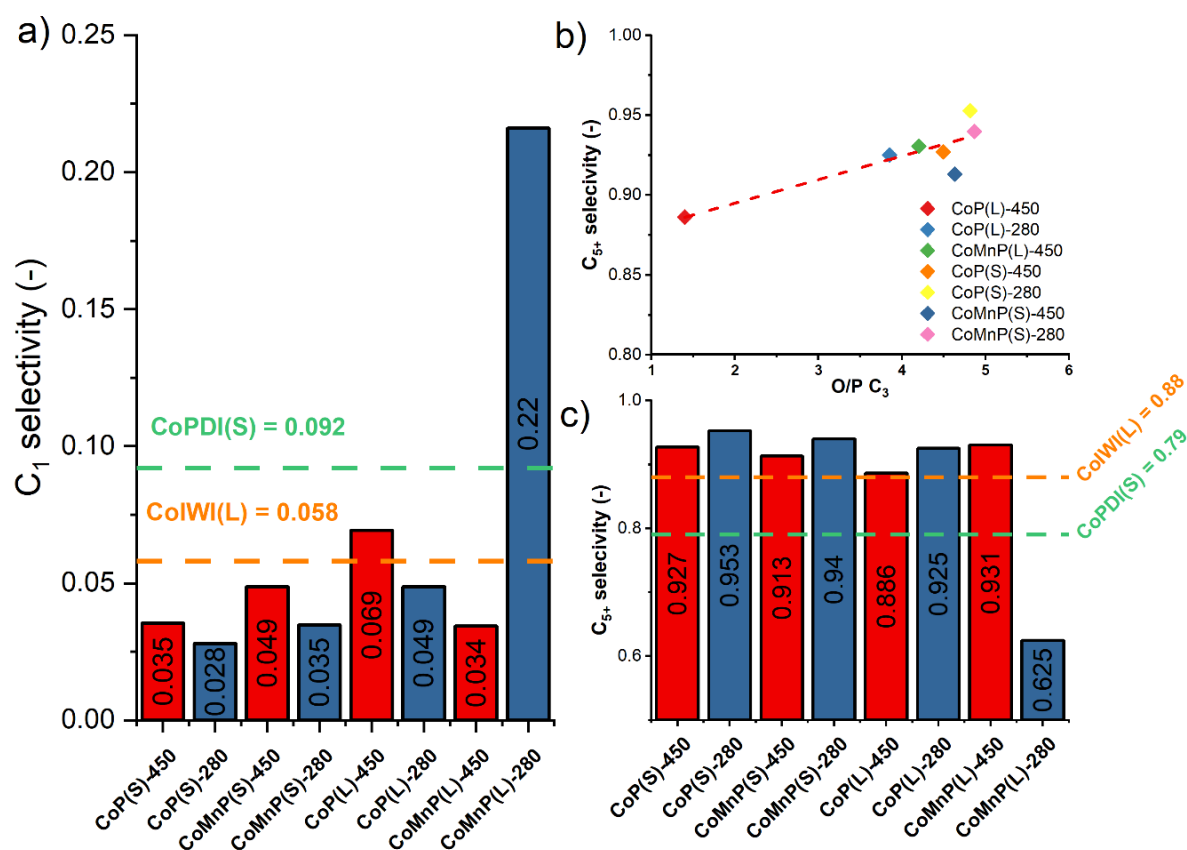 a)
0.25
0.20
0.15
0.10
0.05
0.00
C₁ selectivity (-)
CoPDI(S) = 0.092
CoIWI(L) = 0.058
0.035
0.028
0.049
0.035
0.069
0.049
0.034
0.22
CoP(S)-450
CoP(S)-280
CoMnP(S)-450
CoMnP(S)-280
CoP(L)-450
CoP(L)-280
CoMnP(L)-450
CoMnP(L)-280
b)
1.00
0.95
0.90
0.85
0.80
C₅₊ selecivity (-)
CoP(L)-450
CoP(L)-280
CoMnP(L)-450
CoP(S)-450
CoP(S)-280
CoMnP(S)-450
CoMnP(S)-280
1 2 3 4 5 6
O/P C₃
c)
1.0
0.8
0.6
C₅₊ selecivity (-)
CoIWI(L) = 0.88
CoPDI(S) = 0.79
0.927
0.953
0.913
0.94
0.886
0.925
0.931
0.625
CoP(S)-450
CoP(S)-280
CoMnP(S)-450
CoMnP(S)-280
CoP(L)-450
CoP(L)-280
CoMnP(L)-450
CoMnP(L)-280